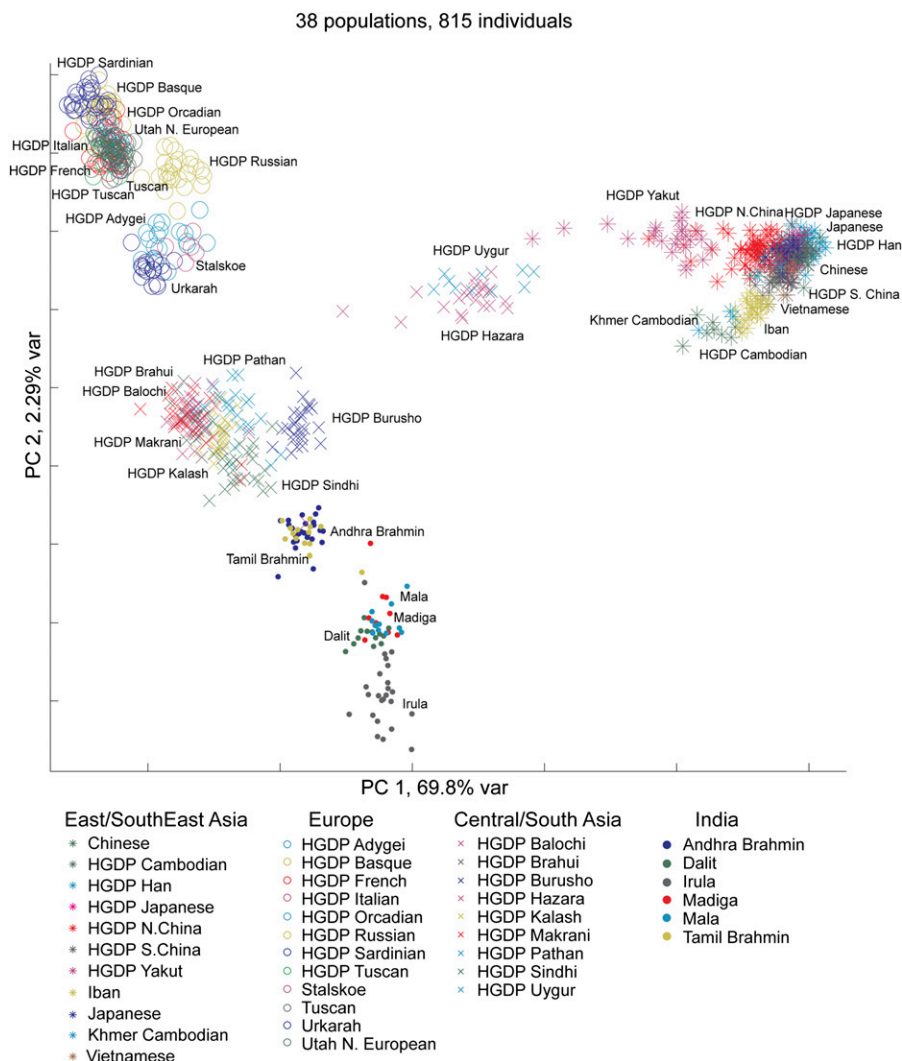 38 populations, 815 individuals
HGDP Sardinian
HGDP Basque
HGDP Orcadian
Utah N. European
HGDP Italian
HGDP Russian
HGDP French
Tuscan
HGDP Tuscan
HGDP Adygei
Stalskoe
Urkarah
HGDP Yakut
HGDP N.China
HGDP Japanese
Japanese
HGDP Han
HGDP Uygur
Chinese
HGDP S. China
Vietnamese
Khmer Cambodian
Iban
HGDP Hazara
HGDP Cambodian
HGDP Pathan
HGDP Brahui
HGDP Balochi
HGDP Burusho
HGDP Makrani
HGDP Kalash
HGDP Sindhi
Andhra Brahmin
Tamil Brahmin
Mala
Madiga
Dalit
Irula
PC 2, 2.29% var
PC 1, 69.8% var
East/SouthEast Asia
Chinese
HGDP Cambodian
HGDP Han
HGDP Japanese
HGDP N.China
HGDP S.China
HGDP Yakut
Iban
Japanese
Khmer Cambodian
Vietnamese
Europe
HGDP Adygei
HGDP Basque
HGDP French
HGDP Italian
HGDP Orcadian
HGDP Russian
HGDP Sardinian
HGDP Tuscan
Stalskoe
Tuscan
Urkarah
Utah N. European
Central/South Asia
HGDP Balochi
HGDP Brahui
HGDP Burusho
HGDP Hazara
HGDP Kalash
HGDP Makrani
HGDP Pathan
HGDP Sindhi
HGDP Uygur
India
Andhra Brahmin
Dalit
Irula
Madiga
Mala
Tamil Brahmin